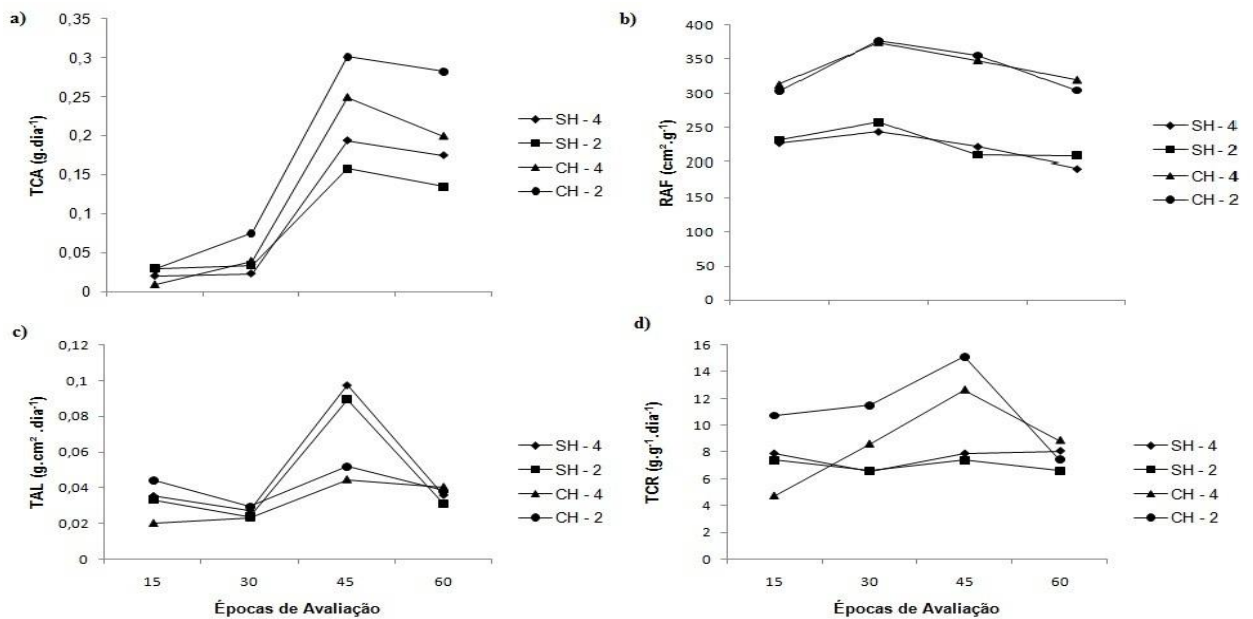 a)
TCA (g.dia⁻¹)
0,35
0,3
0,25
0,2
0,15
0,1
0,05
0
SH - 4
SH - 2
CH - 4
CH - 2
b)
RAF (cm².g⁻¹)
400
350
300
250
200
150
100
50
0
SH - 4
SH - 2
CH - 4
CH - 2
c)
TAL (g.cm² .dia⁻¹)
0,12
0,1
0,08
0,06
0,04
0,02
0
15 30 45 60
Épocas de Avaliação
SH - 4
SH - 2
CH - 4
CH - 2
d)
TCR (g.g⁻¹.dia⁻¹)
16
14
12
10
8
6
4
2
0
15 30 45 60
Épocas de Avaliação
SH - 4
SH - 2
CH - 4
CH - 2